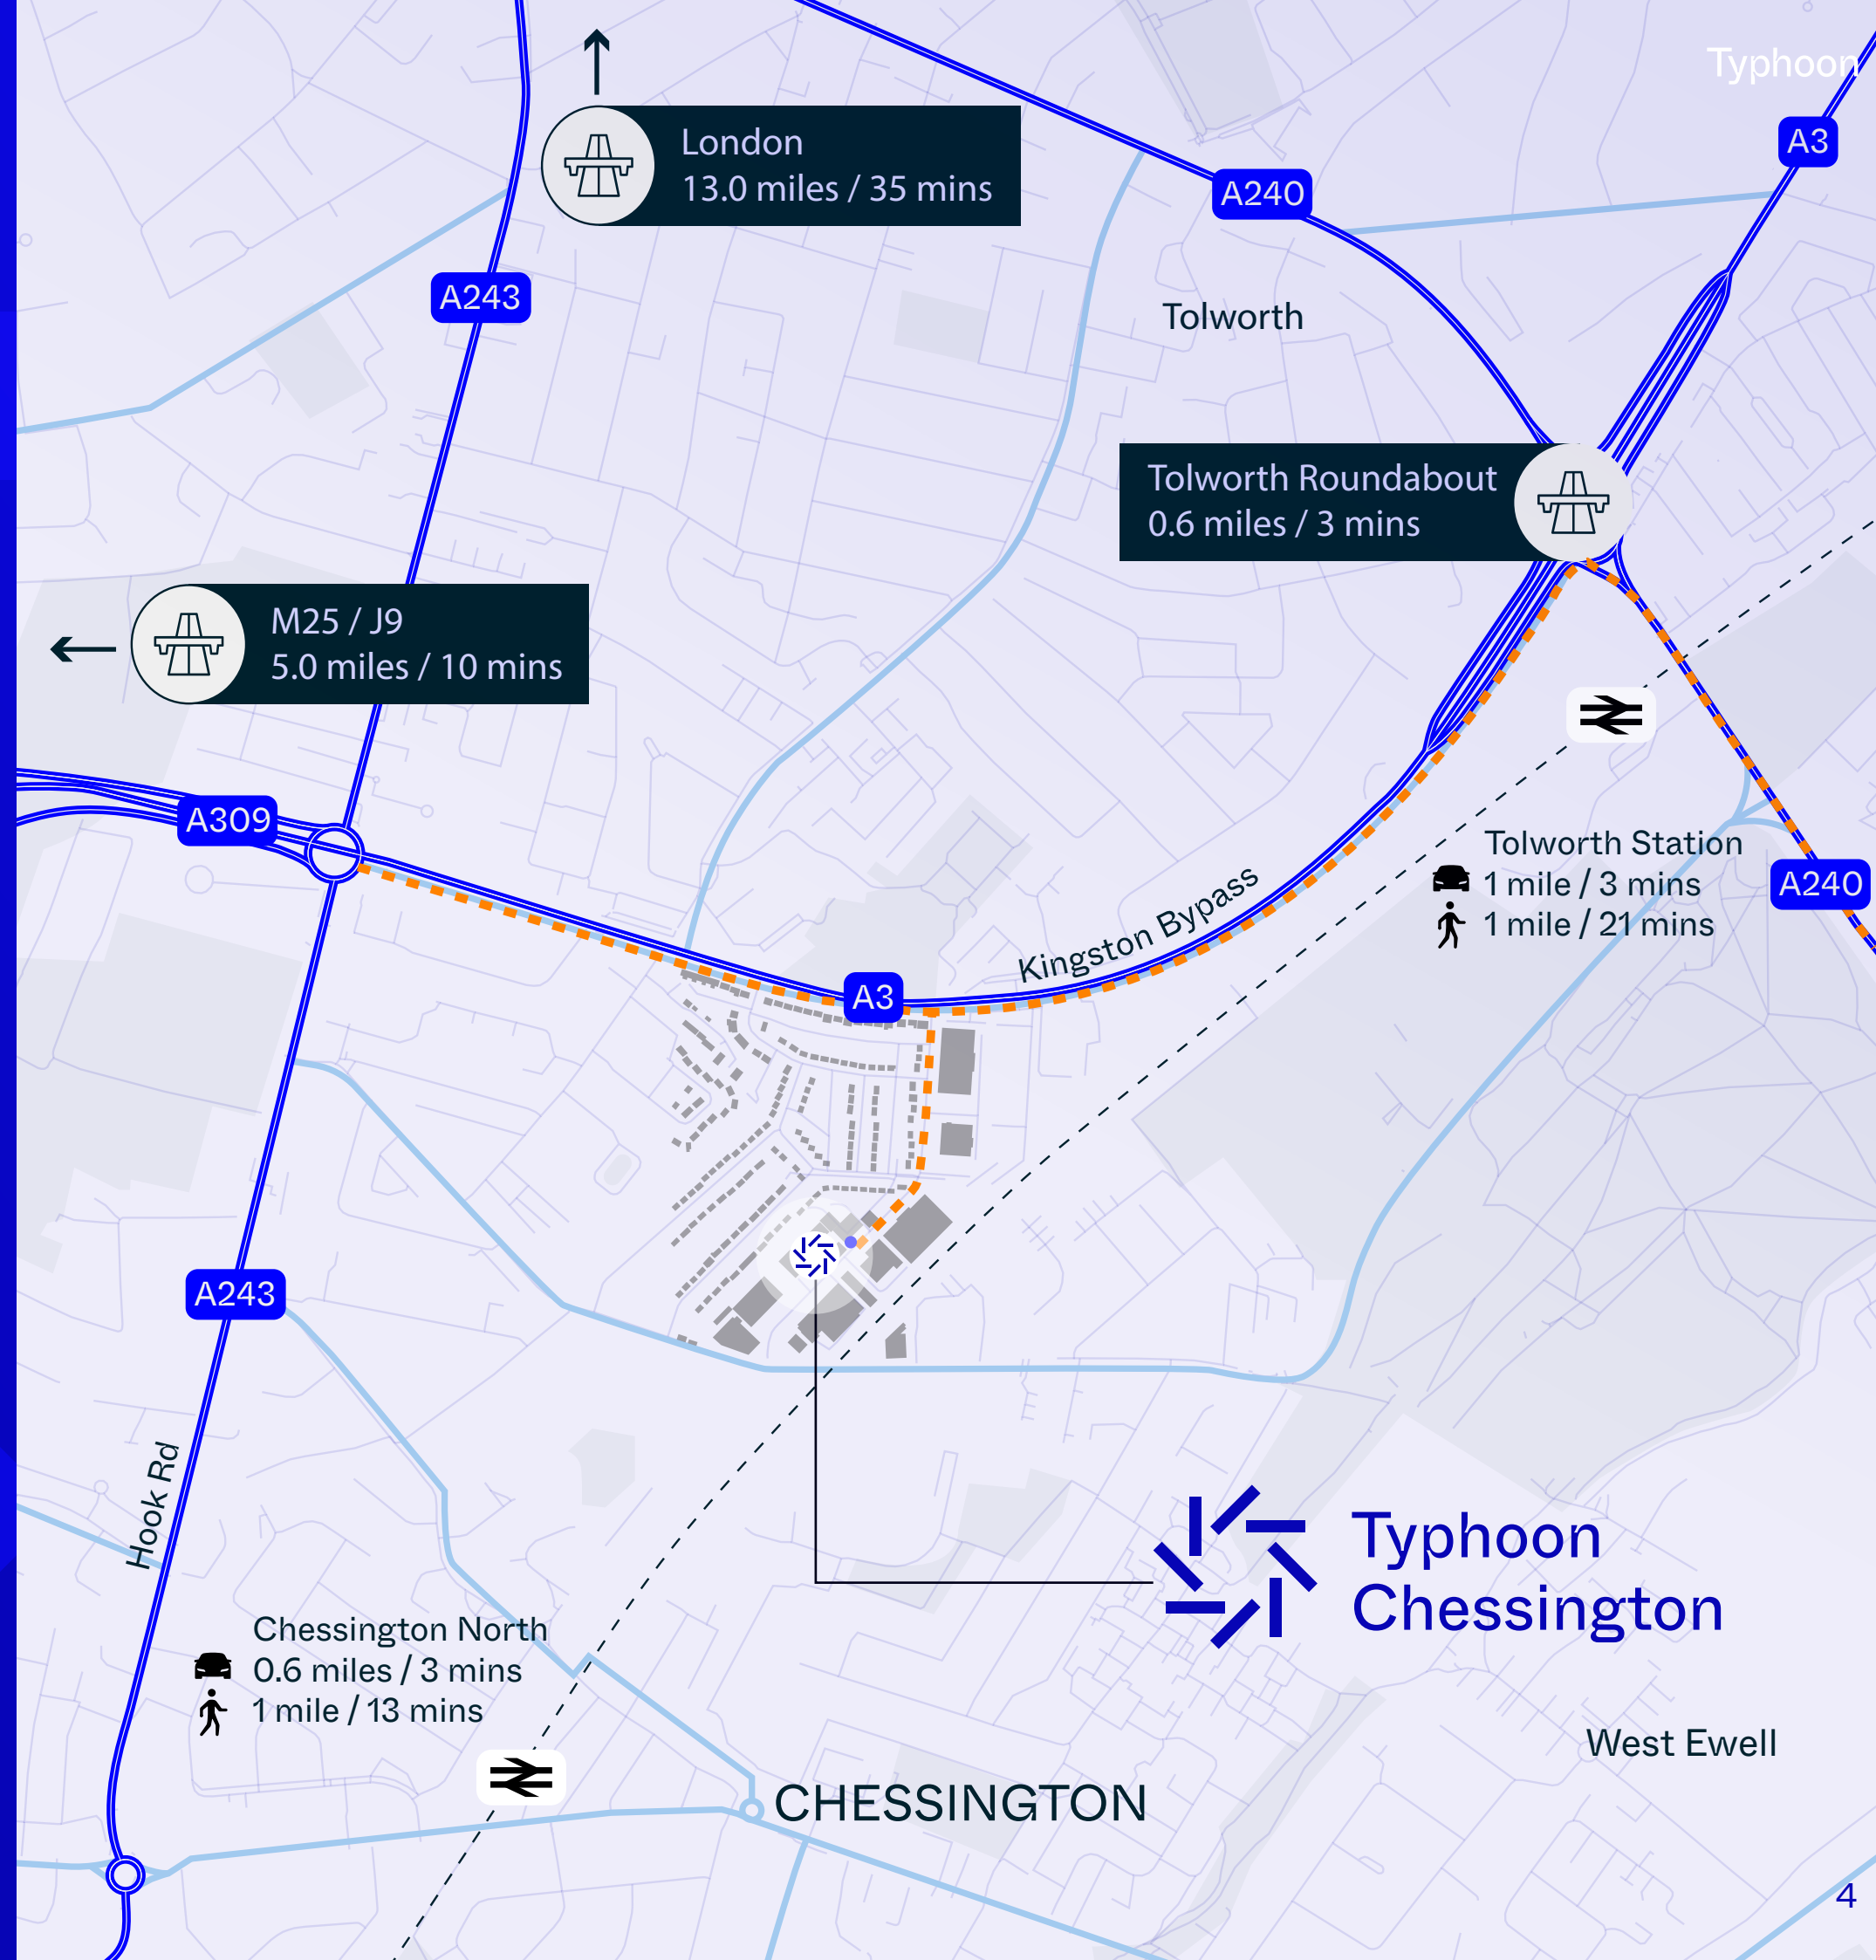 Typhoon
A3
London
13.0 miles / 35 mins
A240
A243
Tolworth
Tolworth Roundabout
0.6 miles / 3 mins
M25 / J9
5.0 miles / 10 mins
A309
Tolworth Station
1 mile / 3 mins
1 mile / 21 mins
A240
Kingston Bypass
A3
A243
Hook Rd
Typhoon
Chessington
Chessington North
0.6 miles / 3 mins
1 mile / 13 mins
West Ewell
CHESSINGTON
4